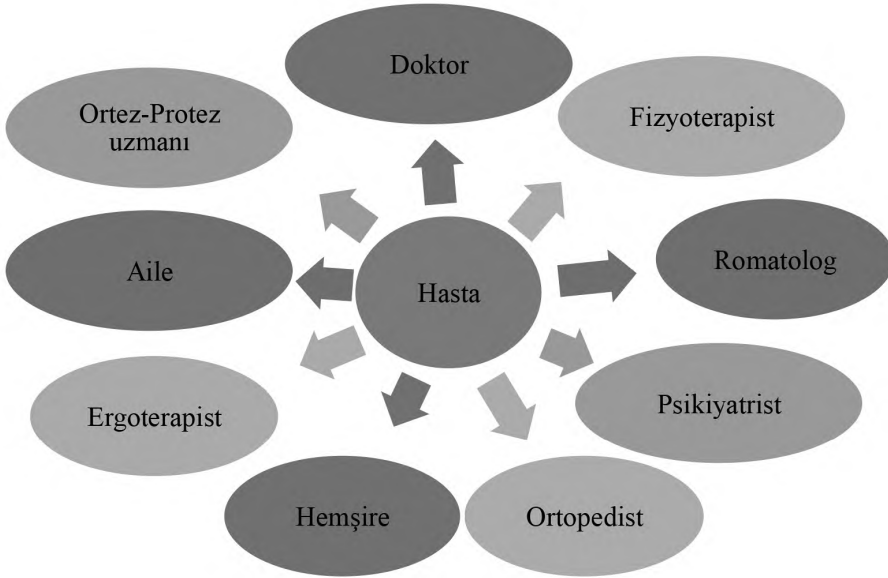 Doktor
Ortez-Protez
uzmanı
Fizyoterapist
Aile
Hasta
Romatolog
Ergoterapist
Psikiyatrist
Hemşire
Ortopedist